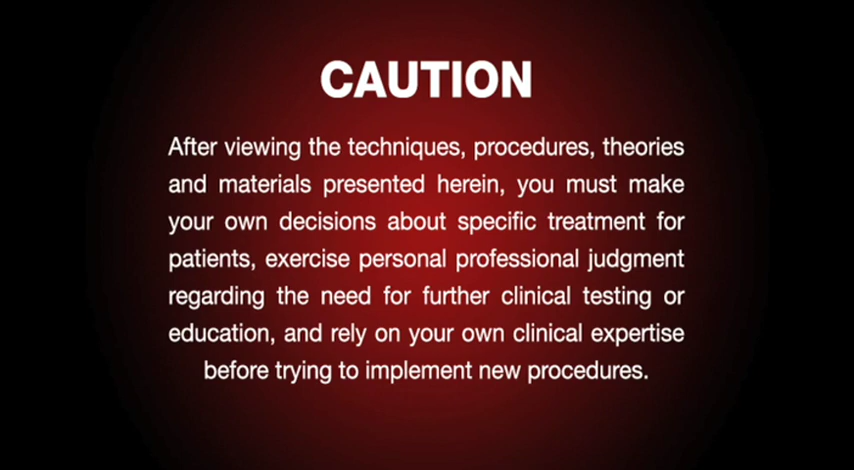 CAUTION
After viewing the techniques, procedures, theories
and materials presented herein, you must make
your own decisions about specific treatment for
patients, exercise personal professional judgment
regarding the need for further clinical testing or
education, and rely on your own clinical expertise
before trying to implement new procedures.